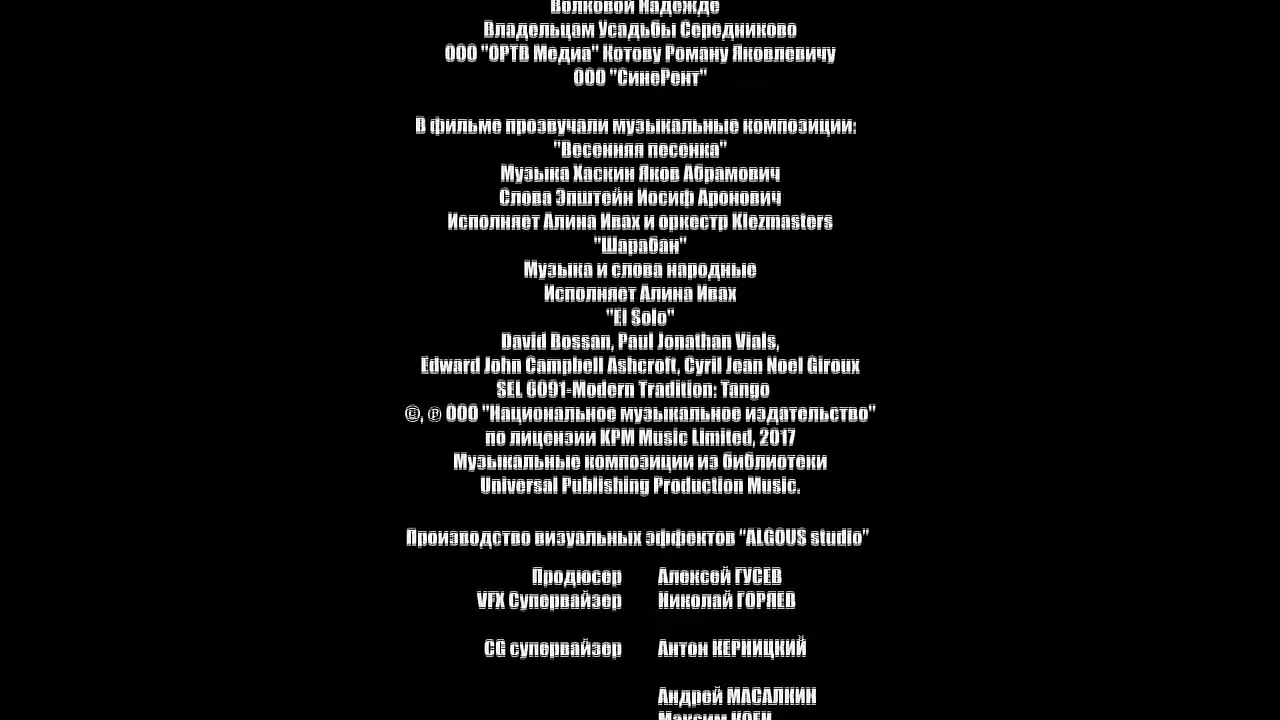 Волковой Надежде
Владельцам Усадьбы Середниково
ООО "ОРТВ Медиа" Котову Роману Яковлевичу
ООО "СинеРент"
В фильме прозвучали музыкальные композиции:
"Весенняя песенка"
Музыка Хаскин Яков Абрамович
Слова Эпштейн Иосиф Аронович
Исполняет Алина Ивах и оркестр Klezmasters
"Шарабан"
Музыка и слова народные
Исполняет Алина Ивах
"El Solo"
David Bossan, Paul Jonathan Vials,
Edward John Campbell Ashcroft, Cyril Jean Noel Giroux
SEL 6091-Modern Tradition: Tango
©, ℗ ООО "Национальное музыкальное издательство"
по лицензии KPM Music Limited, 2017
Музыкальные композиции из библиотеки
Universal Publishing Production Music.
Производство визуальных эффектов “ALGOUS studio”
Продюсер Алексей ГУСЕВ
VFX Супервайзер Николай ГОРЛЕВ
CG супервайзер Антон КЕРНИЦКИЙ
Андрей МАСАЛКИН
Максим КОЕН